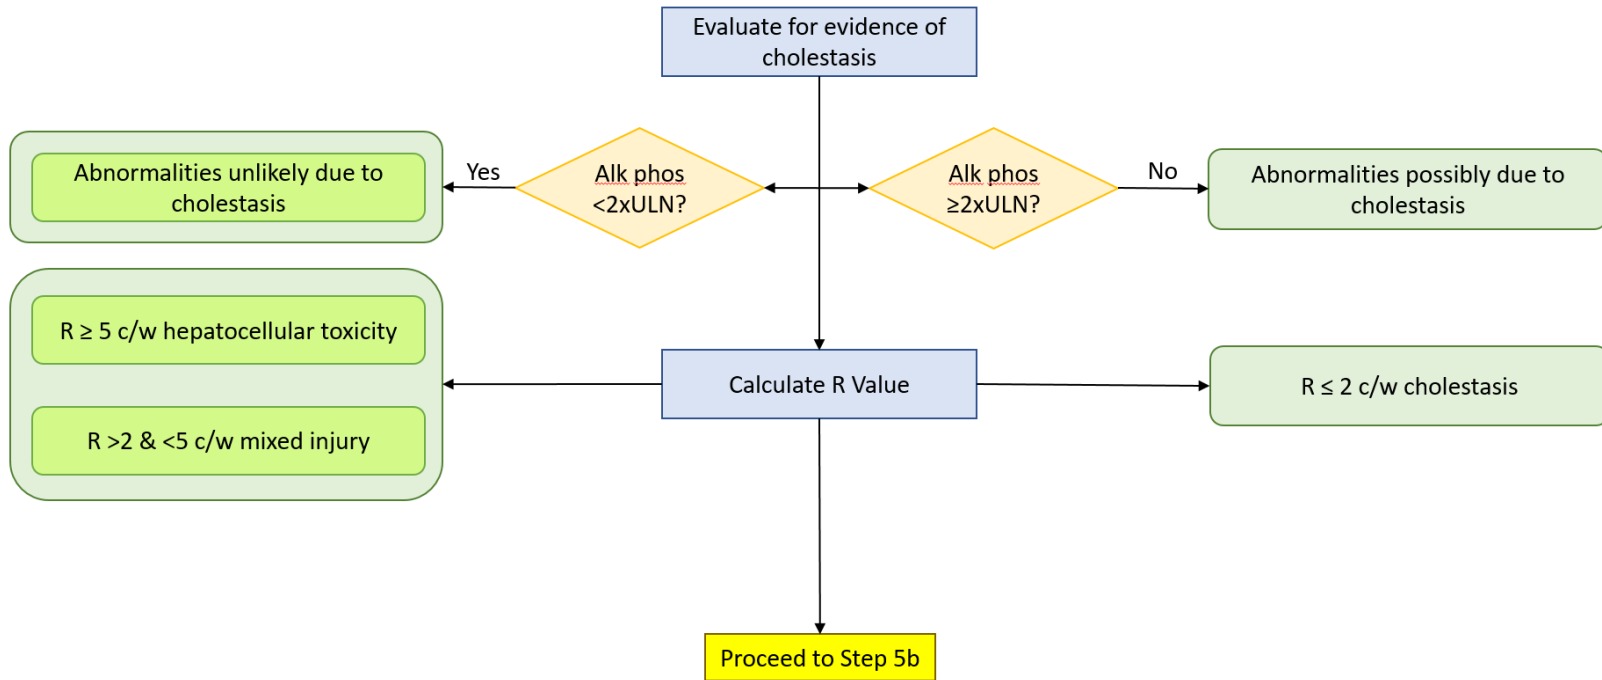 Evaluate for evidence of
cholestasis
Abnormalities unlikely due to
cholestasis
Yes
Alk phos
<2xULN?
Alk phos
≥2xULN?
No
Abnormalities possibly due to
cholestasis
R ≥ 5 c/w hepatocellular toxicity
R >2 & <5 c/w mixed injury
Calculate R Value
R ≤ 2 c/w cholestasis
Proceed to Step 5b